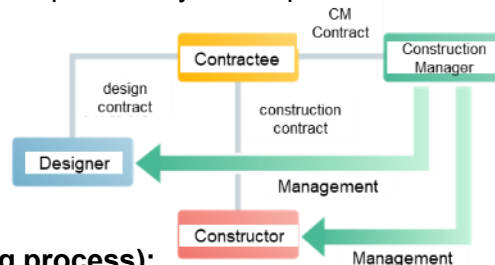 CM
Contract
Contractee
Construction
Manager
design
contract
construction
contract
Designer
Management
Constructor
g process):
Management